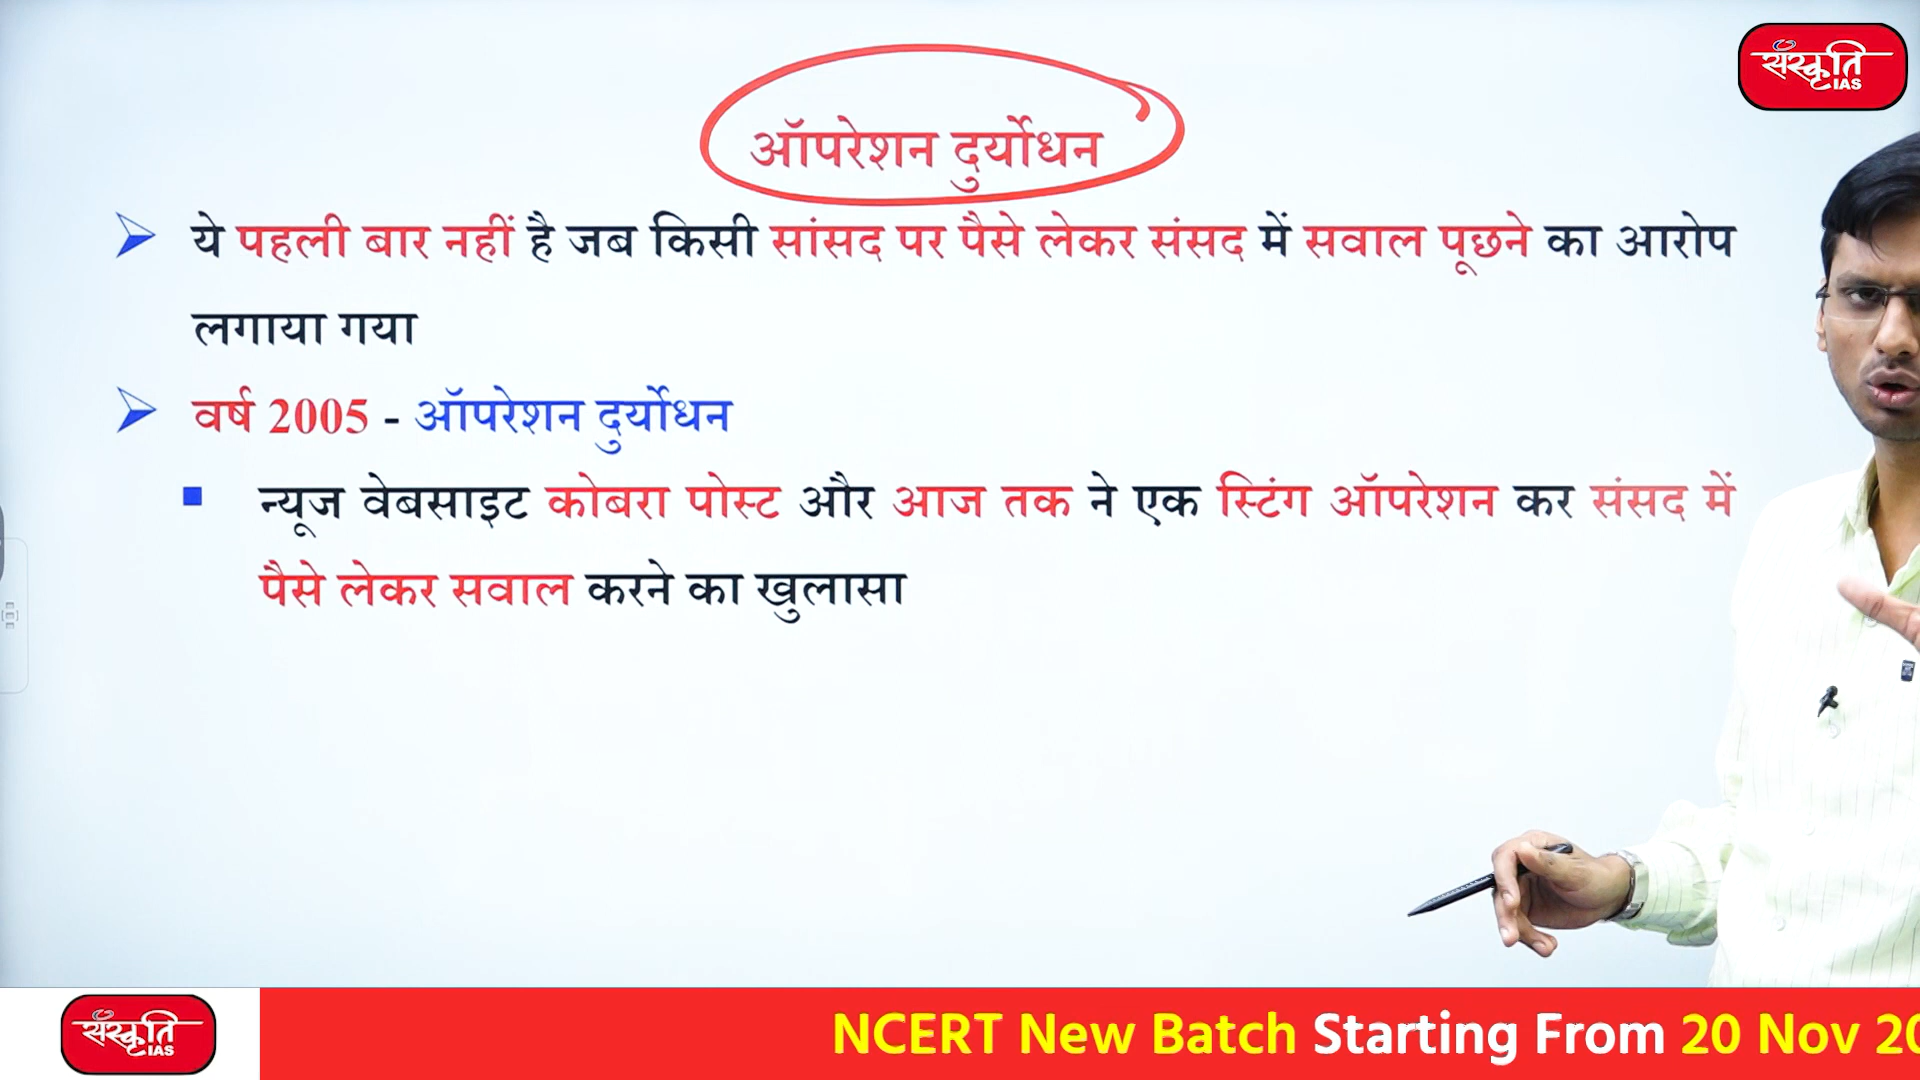 संस्कृति
IAS
ऑपरेशन दुर्योधन
ये पहली बार नहीं है जब किसी सांसद पर पैसे लेकर संसद में सवाल पूछने का आरोप
लगाया गया
वर्ष 2005 - ऑपरेशन दुर्योधन
न्यूज वेबसाइट कोबरा पोस्ट और आज तक ने एक स्टिंग ऑपरेशन कर संसद में
पैसे लेकर सवाल करने का खुलासा
संस्कृति
IAS
NCERT New Batch Starting From 20 Nov 20